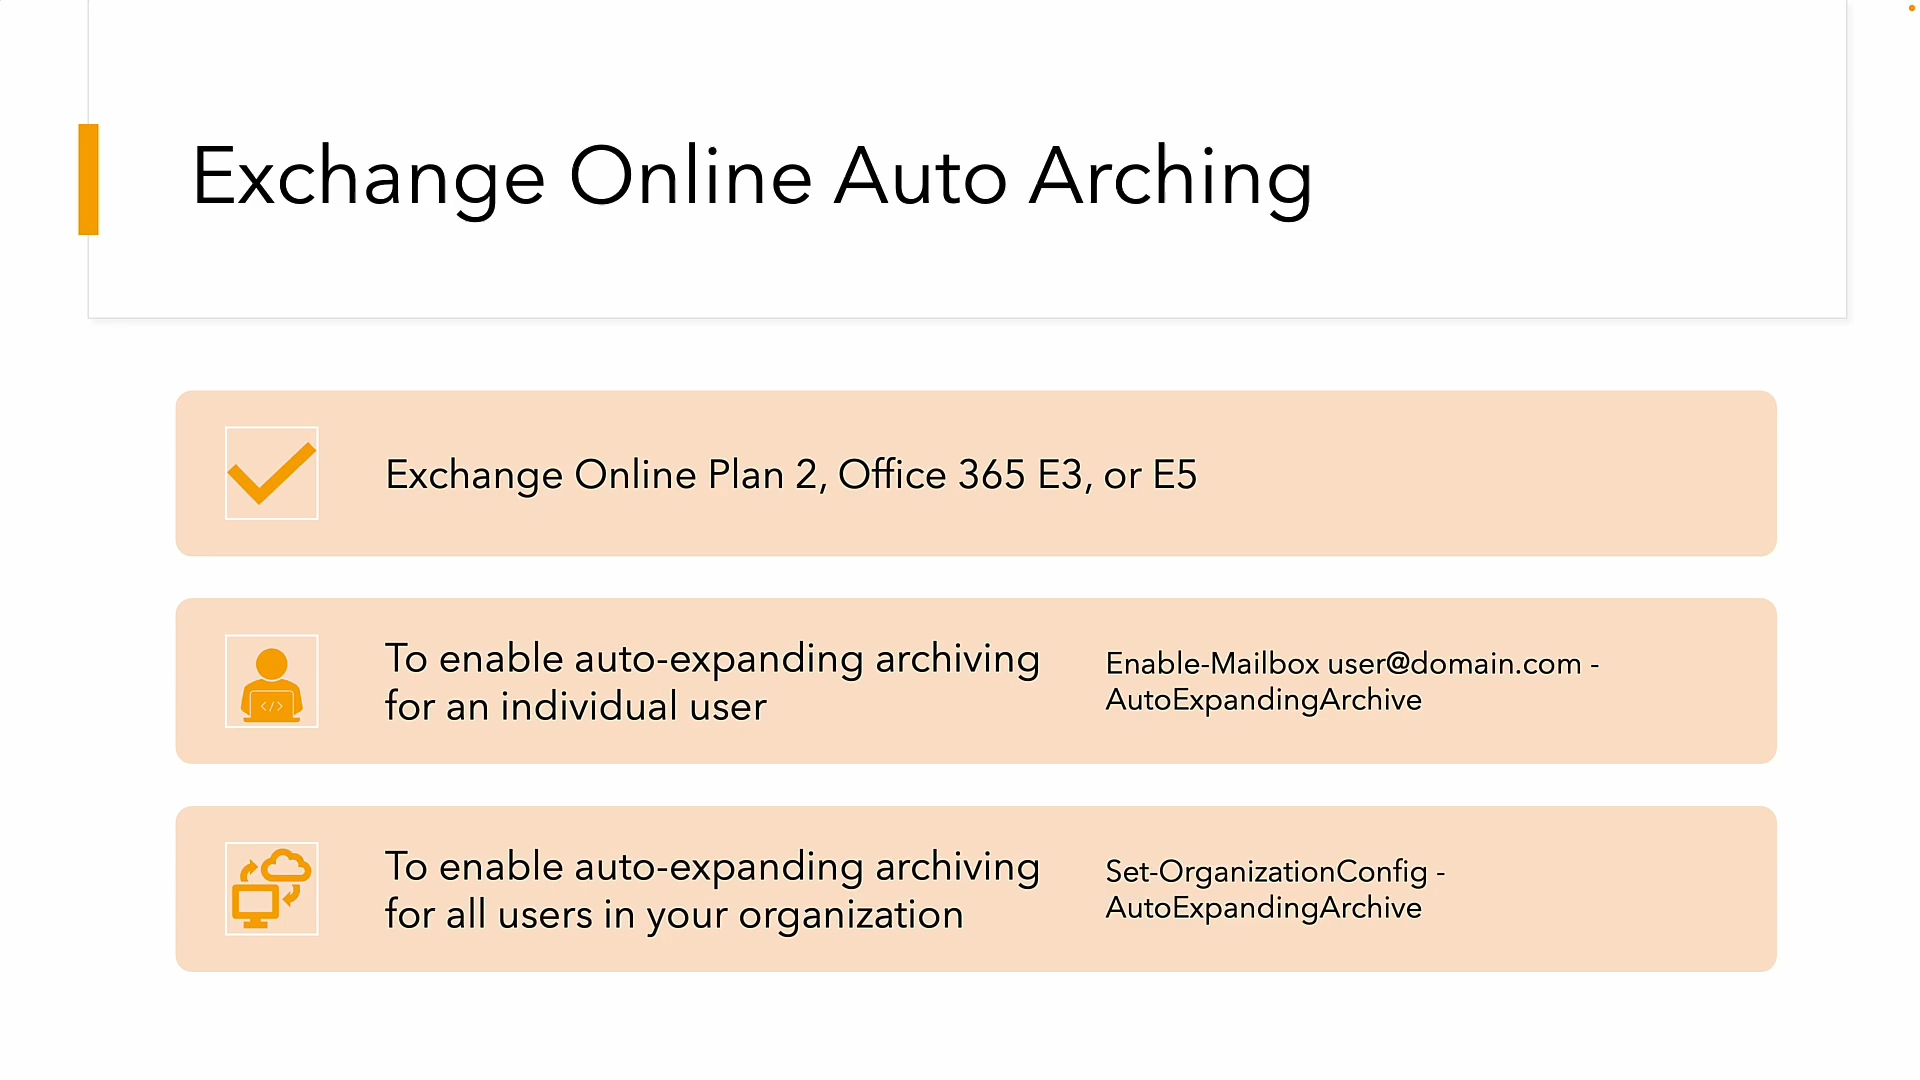 Exchange Online Auto Arching
Exchange Online Plan 2, Office 365 E3, or E5
To enable auto-expanding archiving
for an individual user
Enable-Mailbox user@domain.com -
AutoExpandingArchive
To enable auto-expanding archiving
for all users in your organization
Set-OrganizationConfig -
AutoExpandingArchive